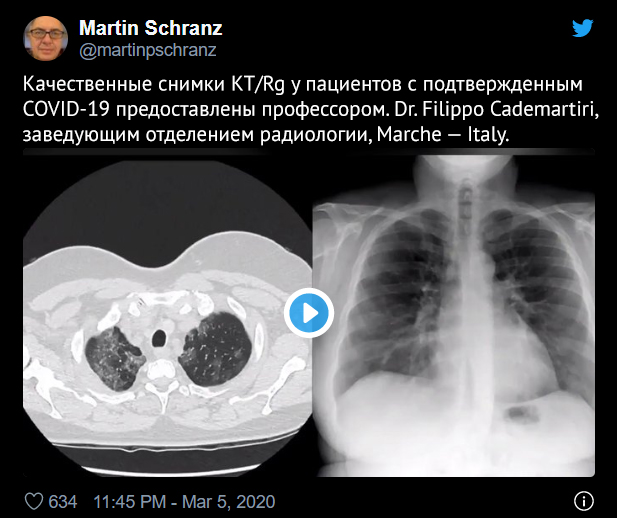 Martin Schranz
@martinpschranz
Качественные снимки КТ/Rg у пациентов с подтвержденным
COVID-19 предоставлены профессором. Dr. Filippo Cademartiri,
заведующим отделением радиологии, Marche — Italy.
634 11:45 PM - Mar 5, 2020